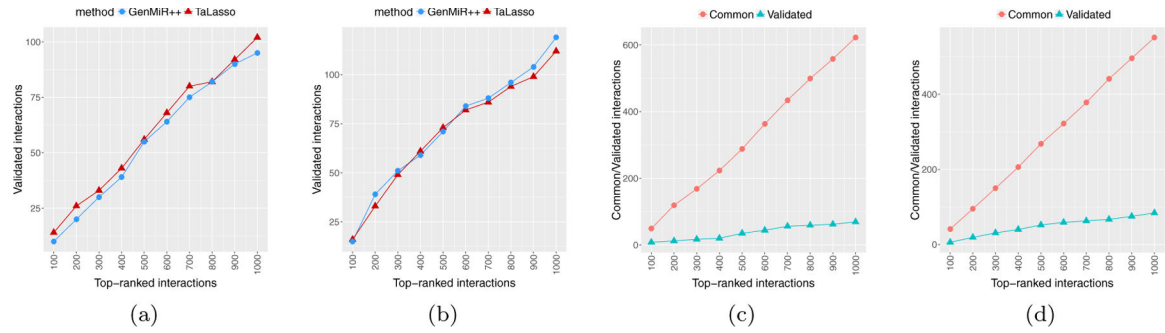 method GenMiR++ TaLasso
Validated interactions
100
75
50
25
100 200 300 400 500 600 700 800 900 1000
Top-ranked interactions
(a)
method GenMiR++ TaLasso
Validated interactions
100
75
50
25
100 200 300 400 500 600 700 800 900 1000
Top-ranked interactions
(b)
Common Validated
Common/Validated interactions
600
400
200
0
100 200 300 400 500 600 700 800 900 1000
Top-ranked interactions
(c)
Common Validated
Common/Validated interactions
400
200
0
100 200 300 400 500 600 700 800 900 1000
Top-ranked interactions
(d)